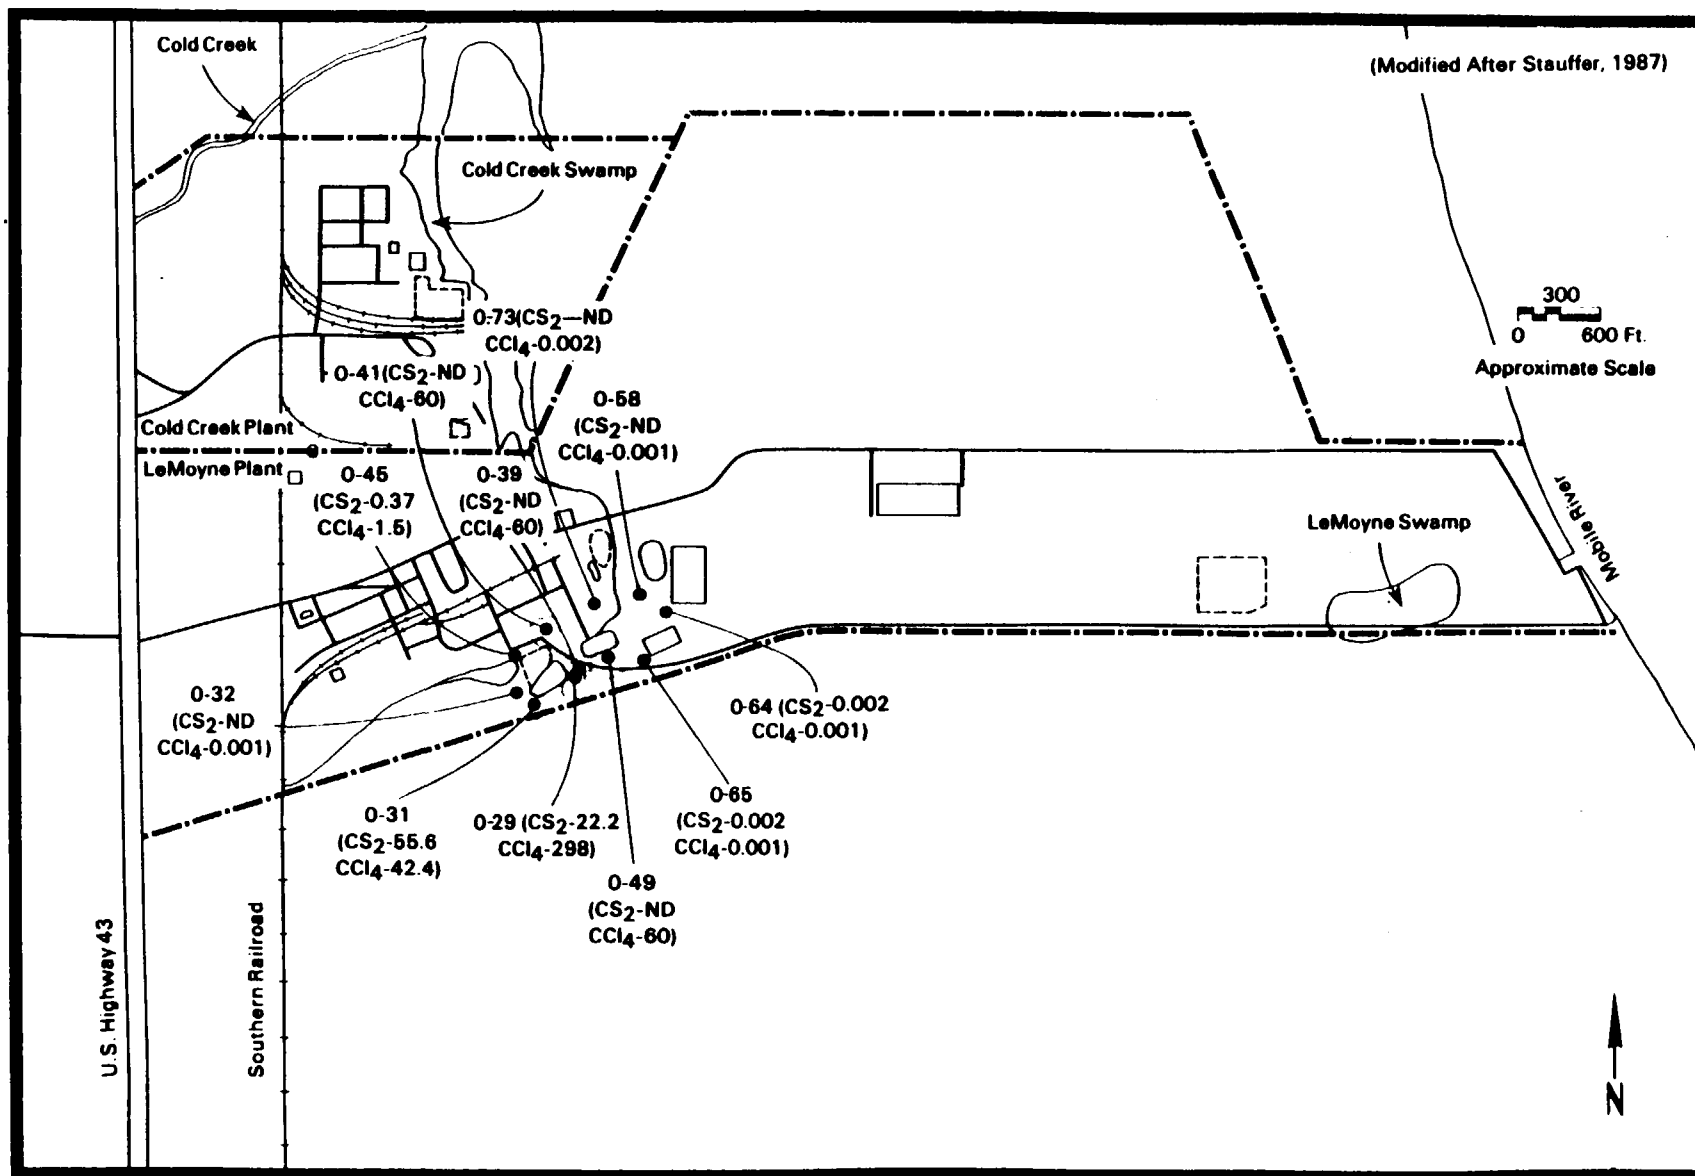 Cold Creek
(Modified After Stauffer, 1987)
Cold Creek Swamp
300
0 600 Ft.
Approximate Scale
0-73(CS2—ND
CCl4-0.002)
0-41(CS2-ND)
CCl4-60)
0-58
(CS2-ND
CCl4-0.001)
Cold Creek Plant
LeMoyne Plant
0-45
(CS2-0.37
CCl4-1.5)
0-39
(CS2-ND
CCl4-60)
LeMoyne Swamp
Mobile River
0-32
(CS2-ND
CCl4-0.001)
0-64 (CS2-0.002
CCl4-0.001)
0-31
(CS2-55.6
CCl4-42.4)
0-29 (CS2-22.2
CCl4-298)
0-65
(CS2-0.002
CCl4-0.001)
0-49
(CS2-ND
CCl4-60)
U.S. Highway 43
Southern Railroad
N